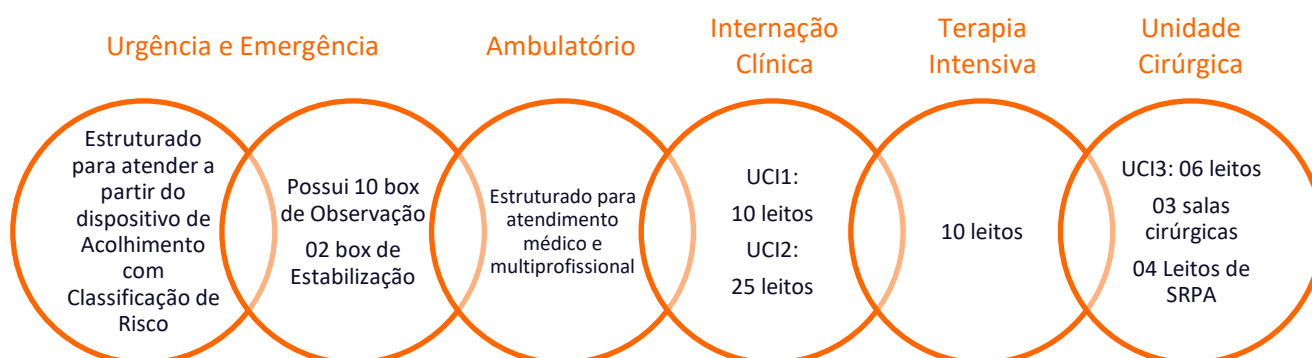 Urgência e Emergência
Ambulatório
Internação
Clínica
Terapia
Intensiva
Unidade
Cirúrgica
Estruturado
para atender a
partir do
dispositivo de
Acolhimento
com
Classificação de
Risco
Possui 10 box
de Observação
02 box de
Estabilização
Estruturado para
atendimento
médico e
multiprofissional
UCI1:
10 leitos
UCI2:
25 leitos
10 leitos
UCI3: 06 leitos
03 salas
cirúrgicas
04 Leitos de
SRPA